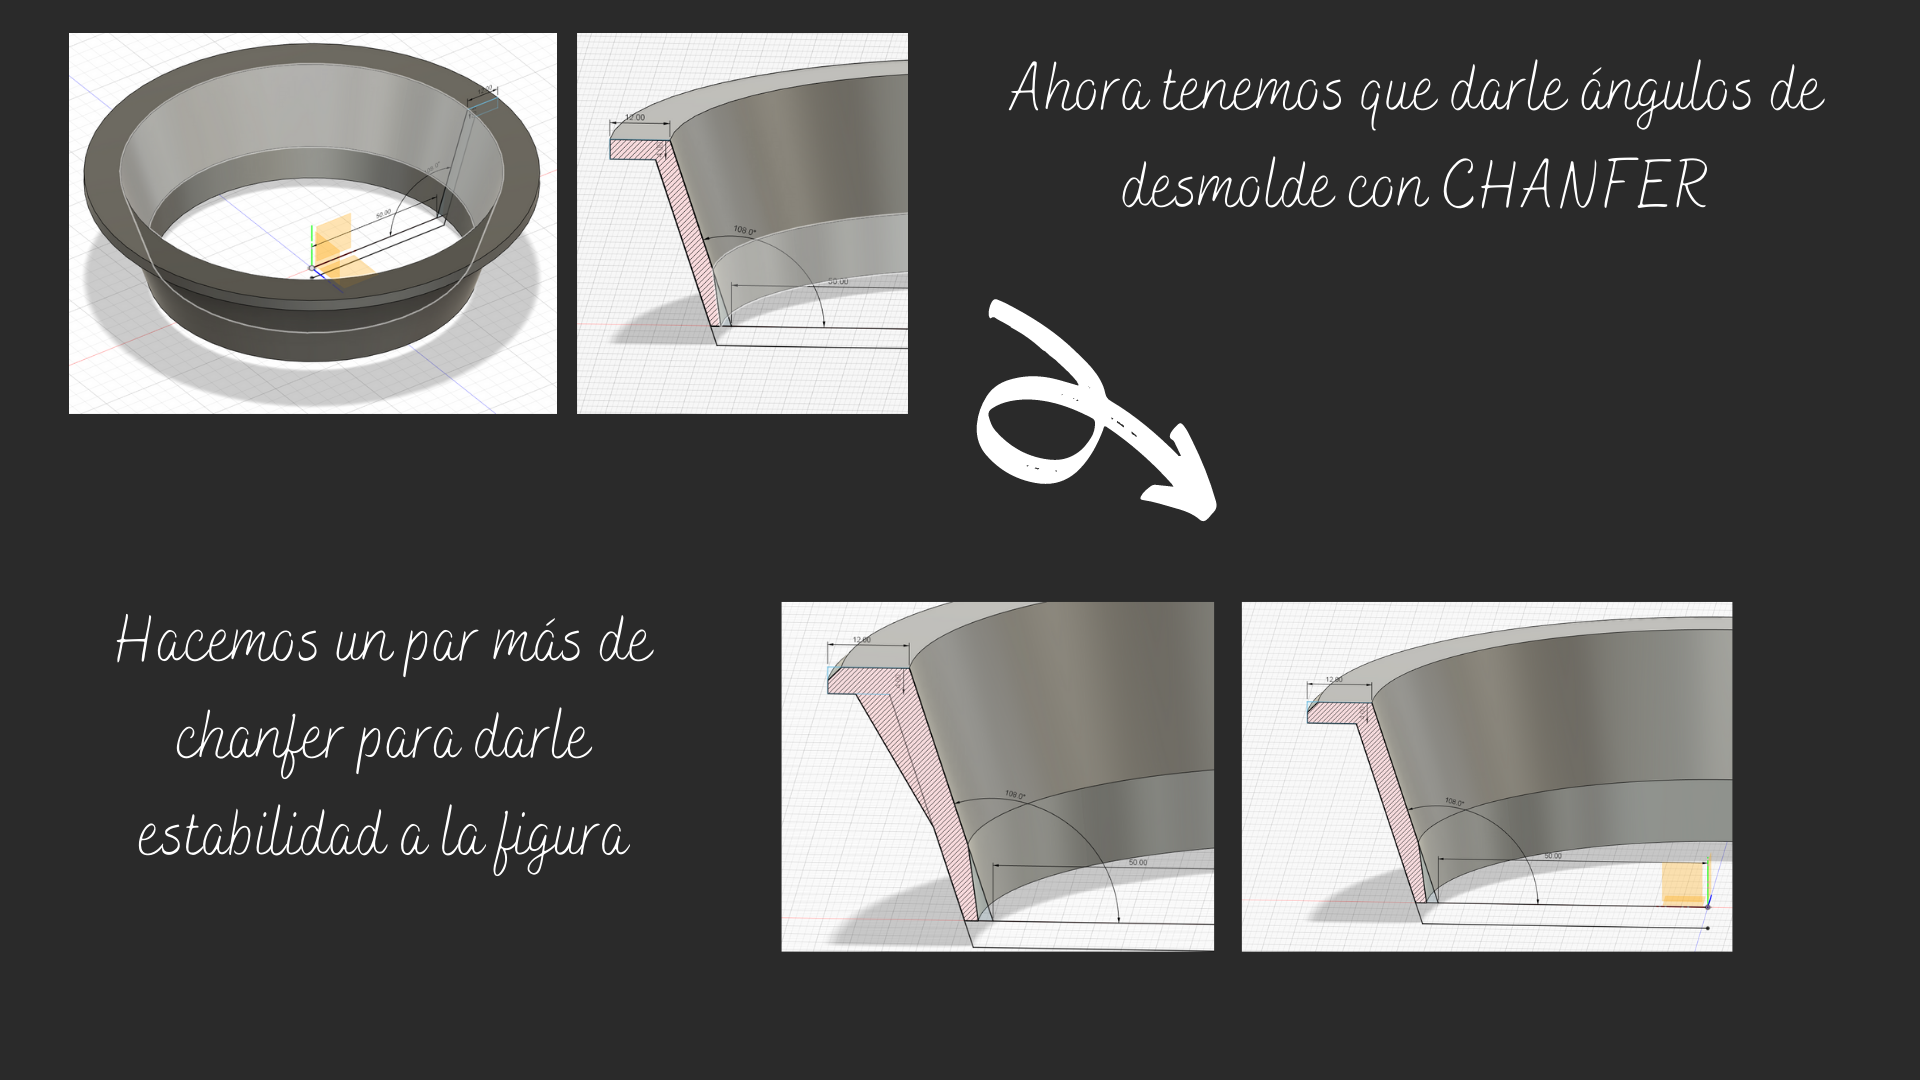 Ahora tenemos que darle ángulos de
desmolde con CHANFER
12.00
108.0°
50.00
12.00
108.0°
50.00
Hacemos un par más de
chanfer para darle
estabilidad a la figura
12.00
108.0°
50.00
12.00
108.0°
50.00